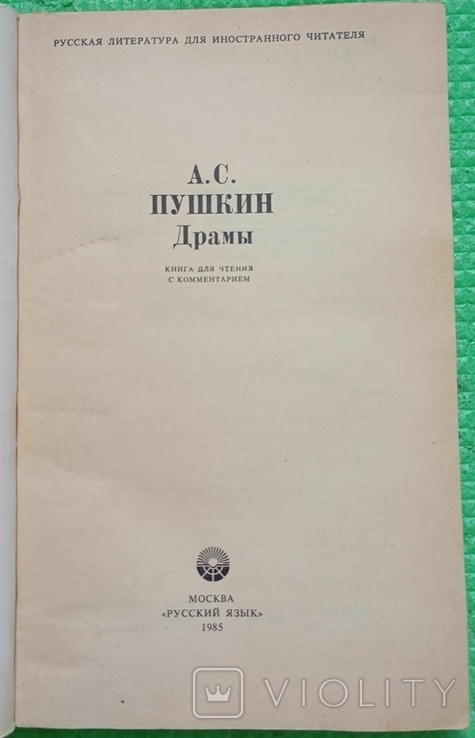 РУССКАЯ ЛИТЕРАТУРА ДЛЯ ИНОСТРАННОГО ЧИТАТЕЛЯ
А.С.
ПУШКИН
Драмы
КНИГА ДЛЯ ЧТЕНИЯ
С КОММЕНТАРИЕМ
МОСКВА
«РУССКИЙ ЯЗЫК»
1985
VIOLITY